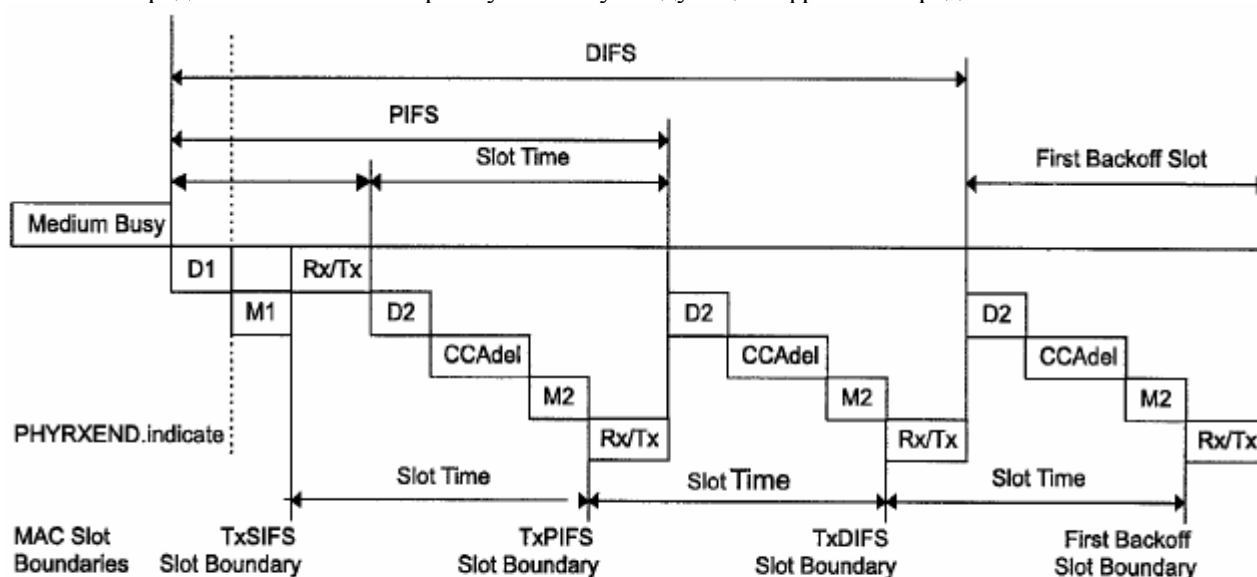 DIFS
PIFS
Slot Time
First Backoff Slot
Medium Busy
D1
Rx/Tx
M1
D2
D2
D2
CCAdel
CCAdel
CCAdel
M2
M2
M2
PHYRXEND.indicate
Rx/Tx
Rx/Tx
Rx/Tx
Slot Time
Slot Time
Slot Time
MAC Slot
Boundaries
TxSIFS
Slot Boundary
TxPIFS
Slot Boundary
TxDIFS
Slot Boundary
First Backoff
Slot Boundary